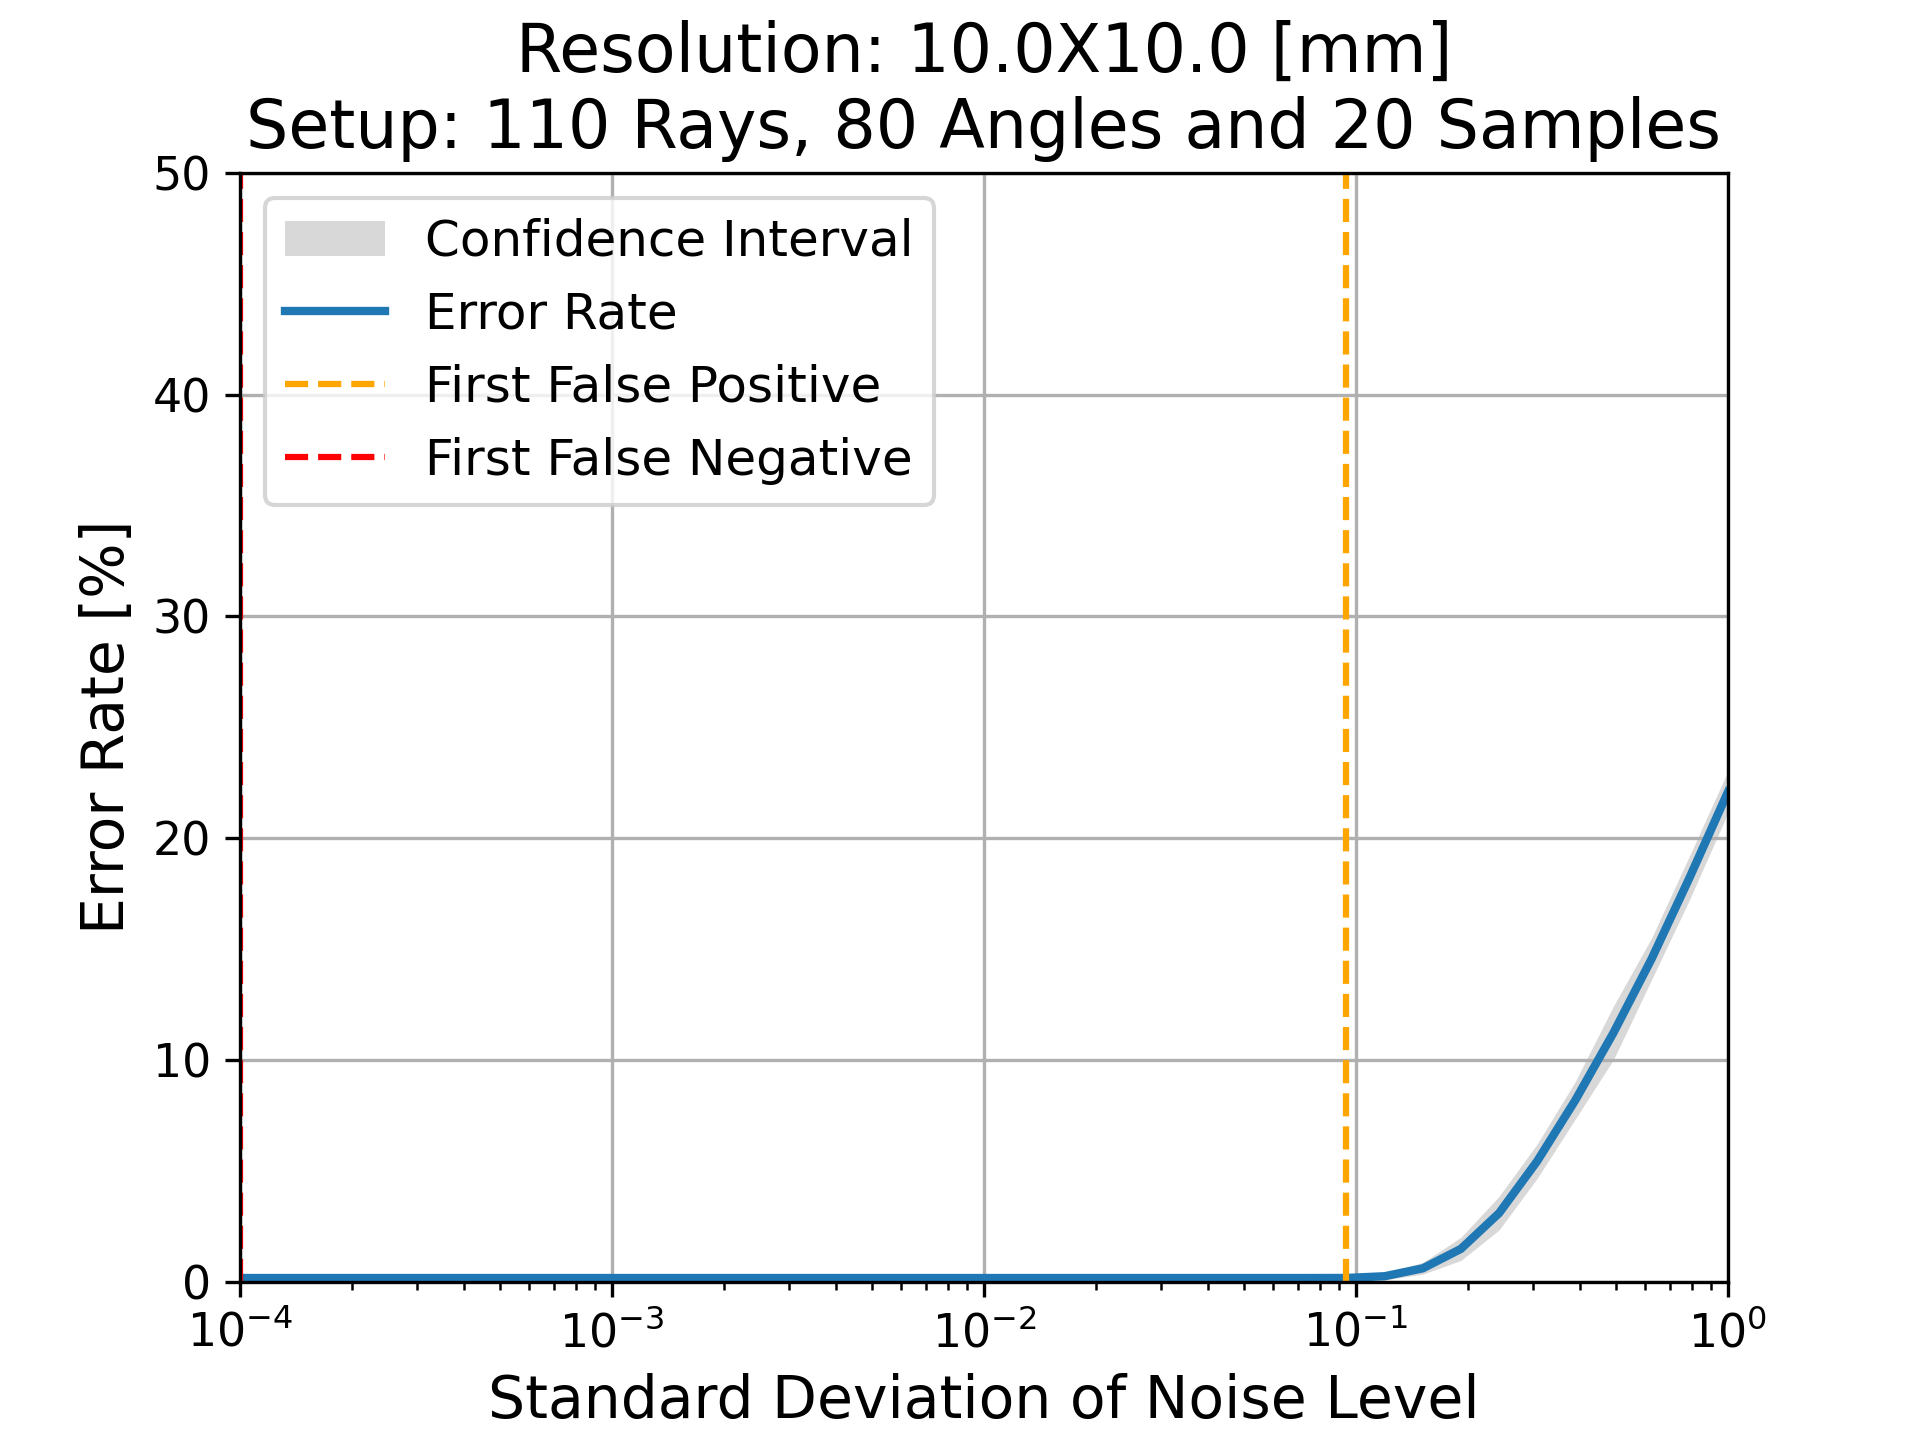 Resolution: 10.0X10.0 [mm]
Setup: 110 Rays, 80 Angles and 20 Samples
50
40
30
20
10
0
Error Rate [%]
Confidence Interval
Error Rate
First False Positive
First False Negative
10⁻⁴ 10⁻³ 10⁻² 10⁻¹ 10⁰
Standard Deviation of Noise Level